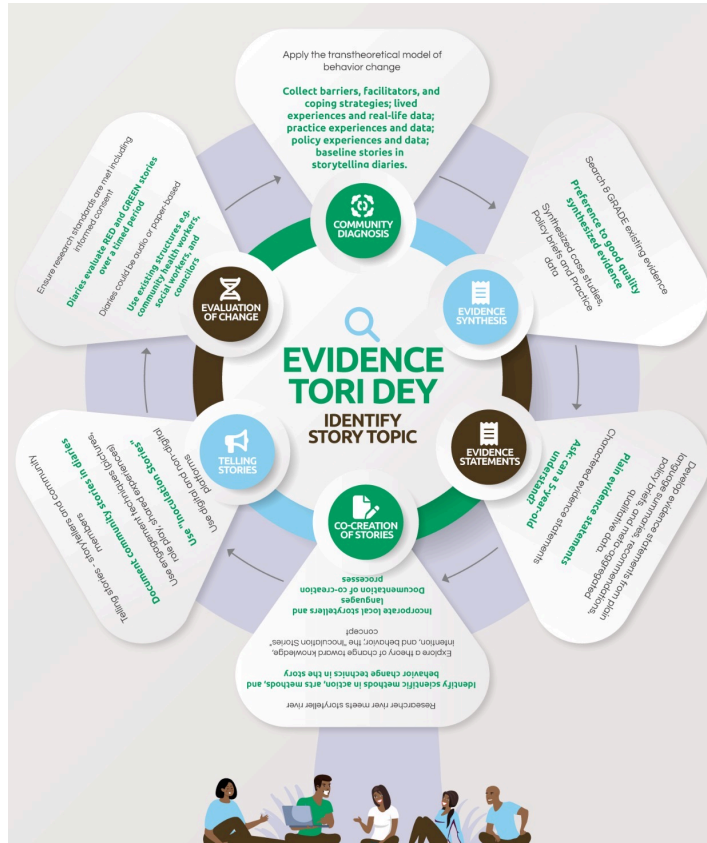 Apply the transtheoretical model of
behavior change
Collect barriers, facilitators, and
coping strategies; lived
experiences and real-life data;
practice experiences and data;
policy experiences and data;
baseline stories in
storytelling diaries.
COMMUNITY
DIAGNOSIS
Search & GRADE existing evidence
Preference to good quality
synthesized evidence
Synthesized case studies,
Policy briefs and Practice
data
EVIDENCE
SYNTHESIS
Develop evidence statements from plain
language summaries, recommendations,
policy briefs, and meta-aggregated
qualitative data.
Plain evidence statements
Charactered evidence statements
Ask: can a 5-year-old
understand?
EVIDENCE
STATEMENTS
Researcher river meets storyteller river
Identify scientific methods in action, arts methods, and
behavior change technics in the story
Explore a theory of change toward knowledge,
intention, and behavior; the "Inoculation Stories"
concept
Incorporate local storytellers and
languages
Documentation of co-creation
processes
CO-CREATION
OF STORIES
Telling stories - storytellers and community
members
Document community stories in diaries
Use engagement techniques (pictures,
role play, shared experiences)
Use "Inoculation Stories"
Use digital and non-digital
platforms
TELLING
STORIES
Ensure research standards are met including
informed consent
Diaries evaluate RED and GREEN stories
over a timed period
Diaries could be audio or paper-based
Use existing structures e.g.
community health workers,
social workers, and
councillors
EVALUATION
OF CHANGE
EVIDENCE
TORI DEY
IDENTIFY
STORY TOPIC